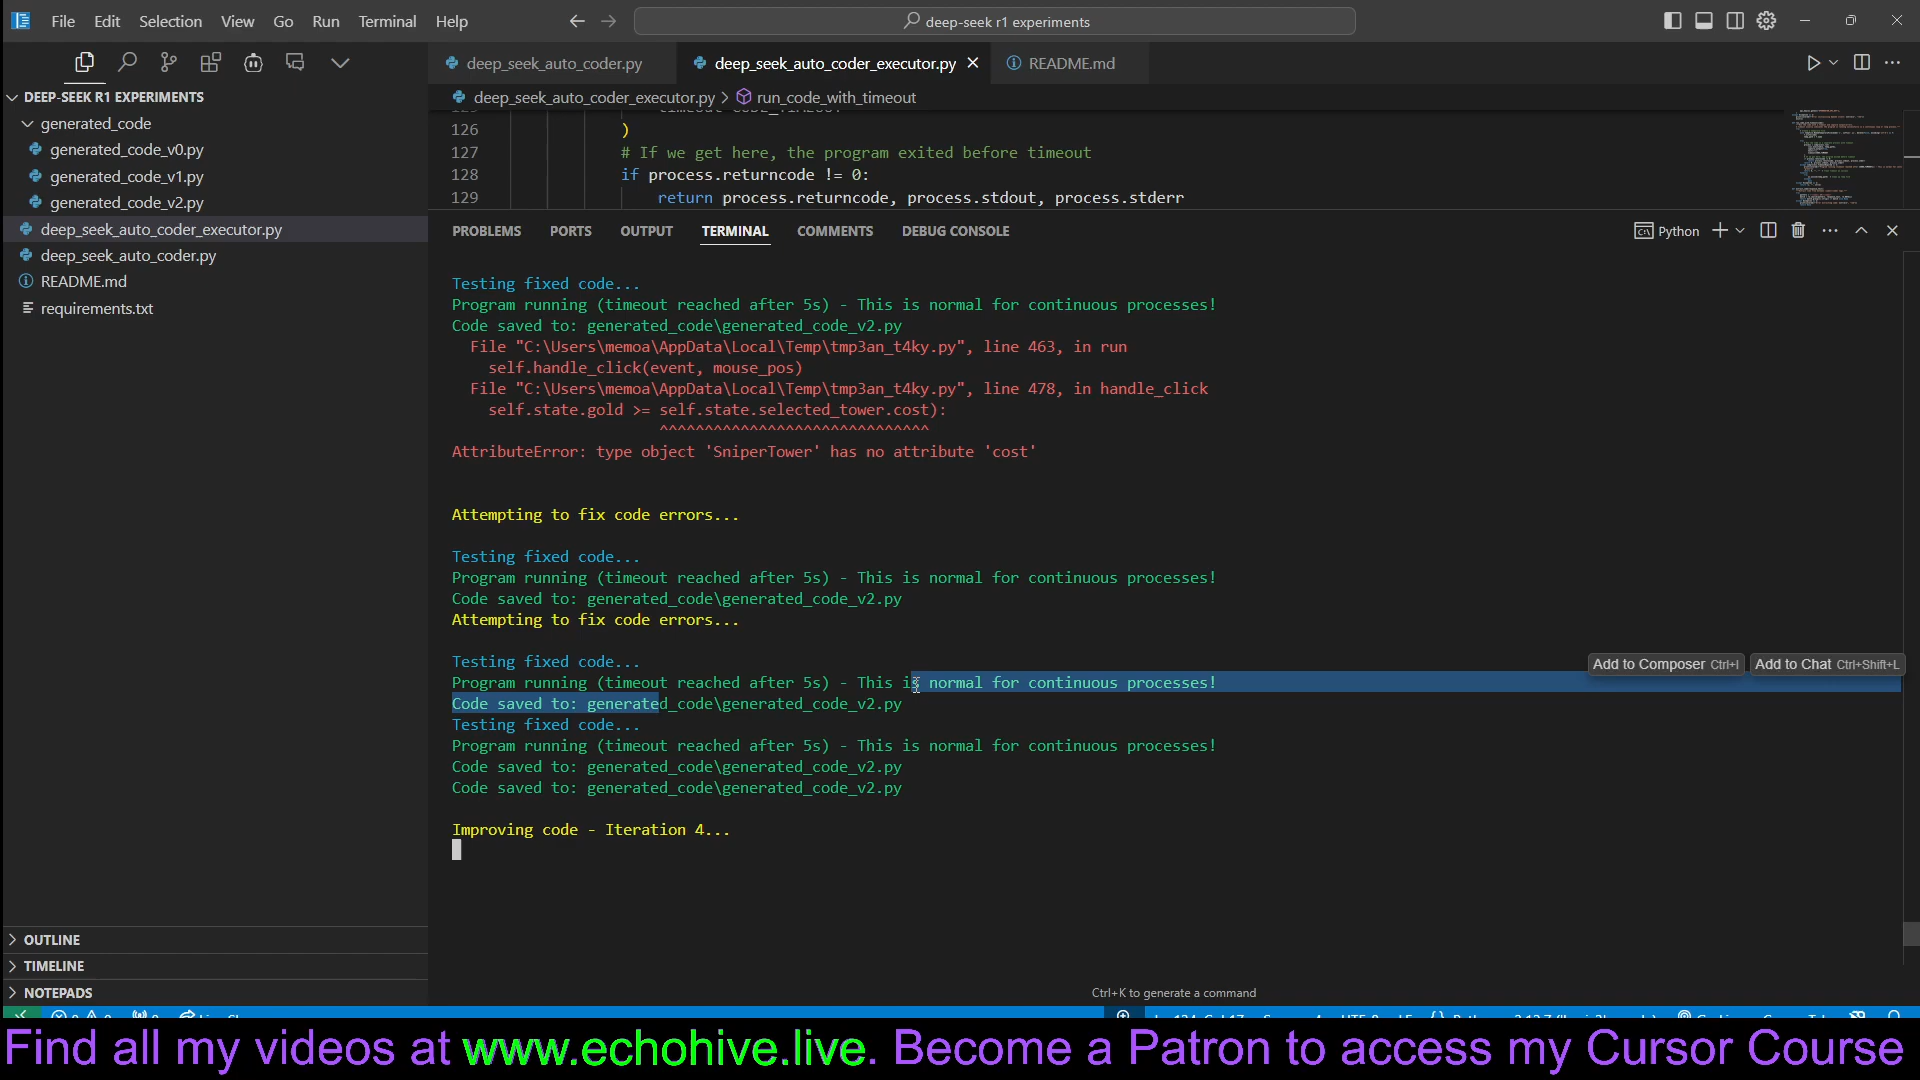 File Edit Selection View Go Run Terminal Help
deep-seek r1 experiments
deep_seek_auto_coder.py
deep_seek_auto_coder_executor.py
README.md
DEEP-SEEK R1 EXPERIMENTS
generated_code
generated_code_v0.py
generated_code_v1.py
generated_code_v2.py
deep_seek_auto_coder_executor.py
deep_seek_auto_coder.py
README.md
requirements.txt
OUTLINE
TIMELINE
NOTEPADS
deep_seek_auto_coder_executor.py > run_code_with_timeout
126 )
127 # If we get here, the program exited before timeout
128 if process.returncode != 0:
129 return process.returncode, process.stdout, process.stderr
PROBLEMS PORTS OUTPUT TERMINAL COMMENTS DEBUG CONSOLE
Python
Testing fixed code...
Program running (timeout reached after 5s) - This is normal for continuous processes!
Code saved to: generated_code\generated_code_v2.py
File "C:\Users\memoa\AppData\Local\Temp\tmp3an_t4ky.py", line 463, in run
self.handle_click(event, mouse_pos)
File "C:\Users\memoa\AppData\Local\Temp\tmp3an_t4ky.py", line 478, in handle_click
self.state.gold >= self.state.selected_tower.cost):
^^^^^^^^^^^^^^^^^^^^^^^^^^^^^^
AttributeError: type object 'SniperTower' has no attribute 'cost'
Attempting to fix code errors...
Testing fixed code...
Program running (timeout reached after 5s) - This is normal for continuous processes!
Code saved to: generated_code\generated_code_v2.py
Attempting to fix code errors...
Testing fixed code...
Add to Composer Ctrl+I
Add to Chat Ctrl+Shift+L
Program running (timeout reached after 5s) - This is normal for continuous processes!
Code saved to: generated_code\generated_code_v2.py
Testing fixed code...
Program running (timeout reached after 5s) - This is normal for continuous processes!
Code saved to: generated_code\generated_code_v2.py
Code saved to: generated_code\generated_code_v2.py
Improving code - Iteration 4...
Ctrl+K to generate a command
Find all my videos at www.echohive.live. Become a Patron to access my Cursor Course